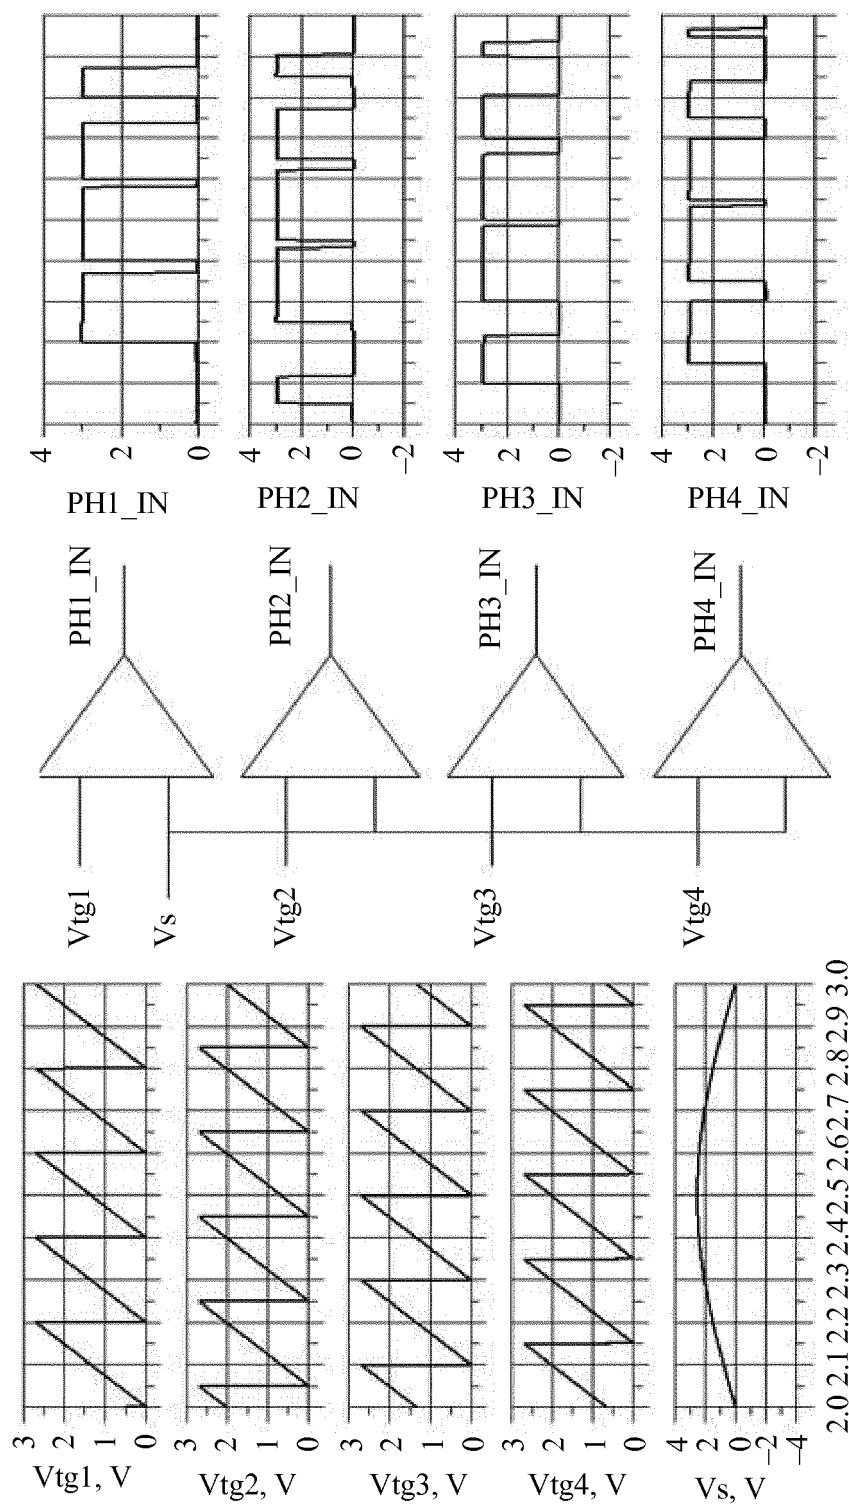 4
2
0
PH1_IN
4
2
0
−2
PH2_IN
4
2
0
−2
PH3_IN
4
2
0
−2
PH4_IN
PH1_IN
PH2_IN
PH3_IN
PH4_IN
Vtg1
Vs
Vtg2
Vtg3
Vtg4
3
2
1
0
Vtg1, V
3
2
1
0
Vtg2, V
3
2
1
0
Vtg3, V
3
2
1
0
Vtg4, V
4
2
0
−2
−4
Vs, V
2.0 2.1 2.2 2.3 2.4 2.5 2.6 2.7 2.8 2.9 3.0